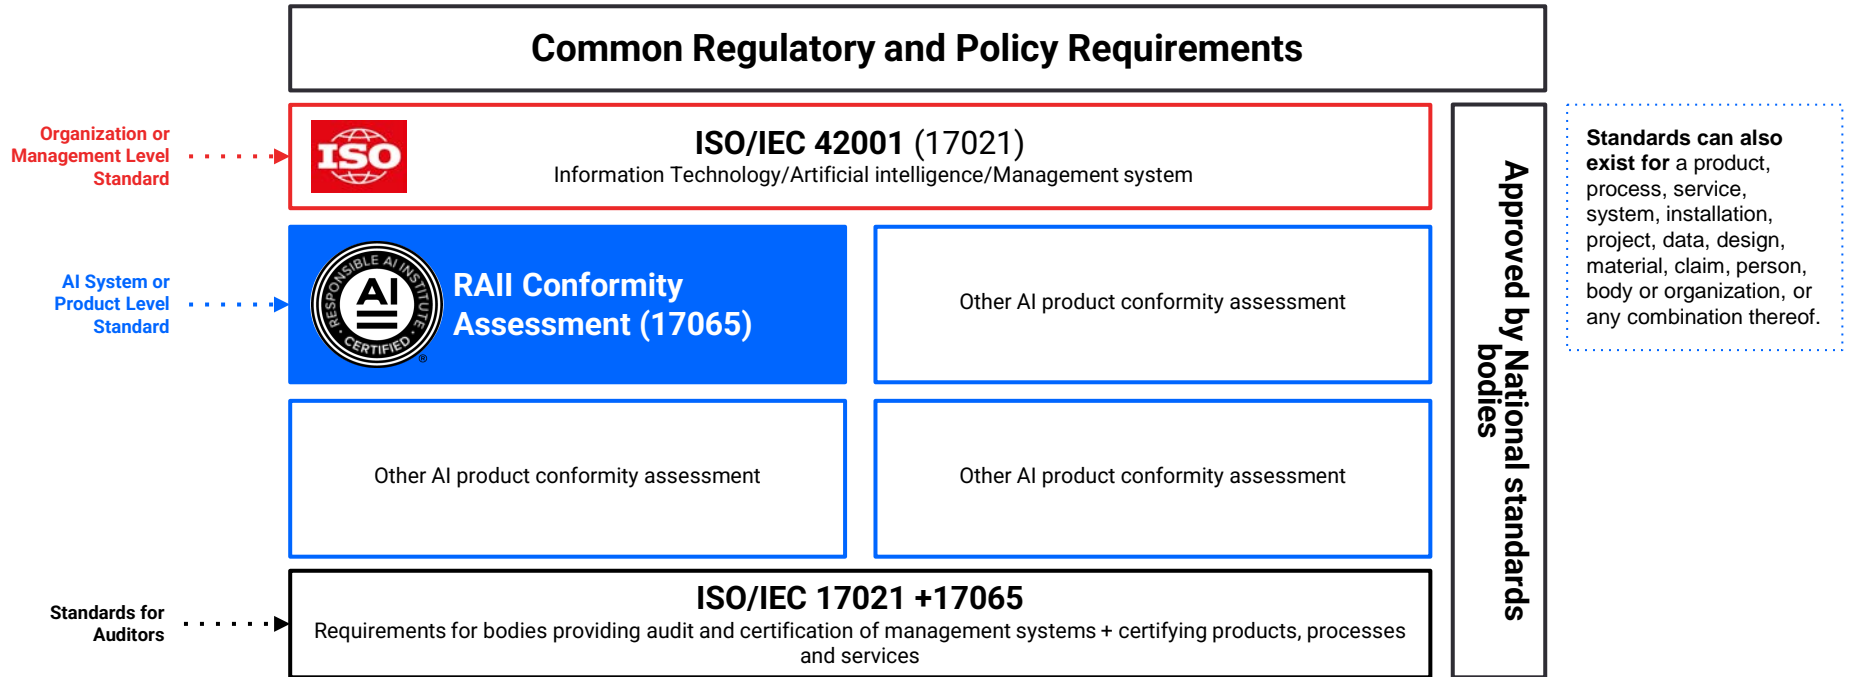 Common Regulatory and Policy Requirements
Organization or
Management Level
Standard
ISO
ISO/IEC 42001 (17021)
Information Technology/Artificial intelligence/Management system
AI System or
Product Level
Standard
RESPONSIBLE AI INSTITUTE
AI
CERTIFIED
®
RAII Conformity
Assessment (17065)
Other AI product conformity assessment
Other AI product conformity assessment
Other AI product conformity assessment
Standards for
Auditors
ISO/IEC 17021 +17065
Requirements for bodies providing audit and certification of management systems + certifying products, processes
and services
Approved by National standards
bodies
Standards can also
exist for a product,
process, service,
system, installation,
project, data, design,
material, claim, person,
body or organization, or
any combination thereof.